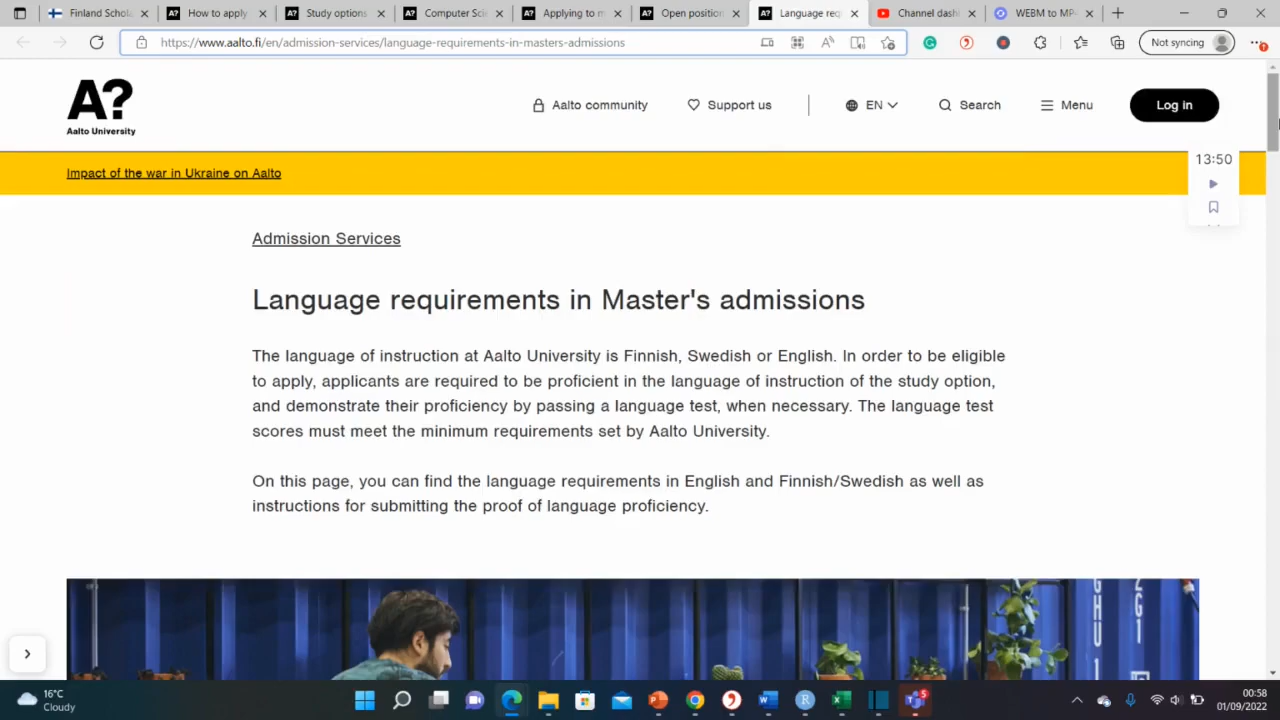 Finland Schola
How to apply
Study options
Computer Sci
Applying to m
Open position
Language req
Channel dashl
WEBM to MP4
https://www.aalto.fi/en/admission-services/language-requirements-in-masters-admissions
Not syncing
A?
Aalto University
Aalto community
Support us
EN
Search
Menu
Log in
Impact of the war in Ukraine on Aalto
13:50
Admission Services
Language requirements in Master's admissions
The language of instruction at Aalto University is Finnish, Swedish or English. In order to be eligible
to apply, applicants are required to be proficient in the language of instruction of the study option,
and demonstrate their proficiency by passing a language test, when necessary. The language test
scores must meet the minimum requirements set by Aalto University.
On this page, you can find the language requirements in English and Finnish/Swedish as well as
instructions for submitting the proof of language proficiency.
16°C
Cloudy
5
00:58
01/09/2022